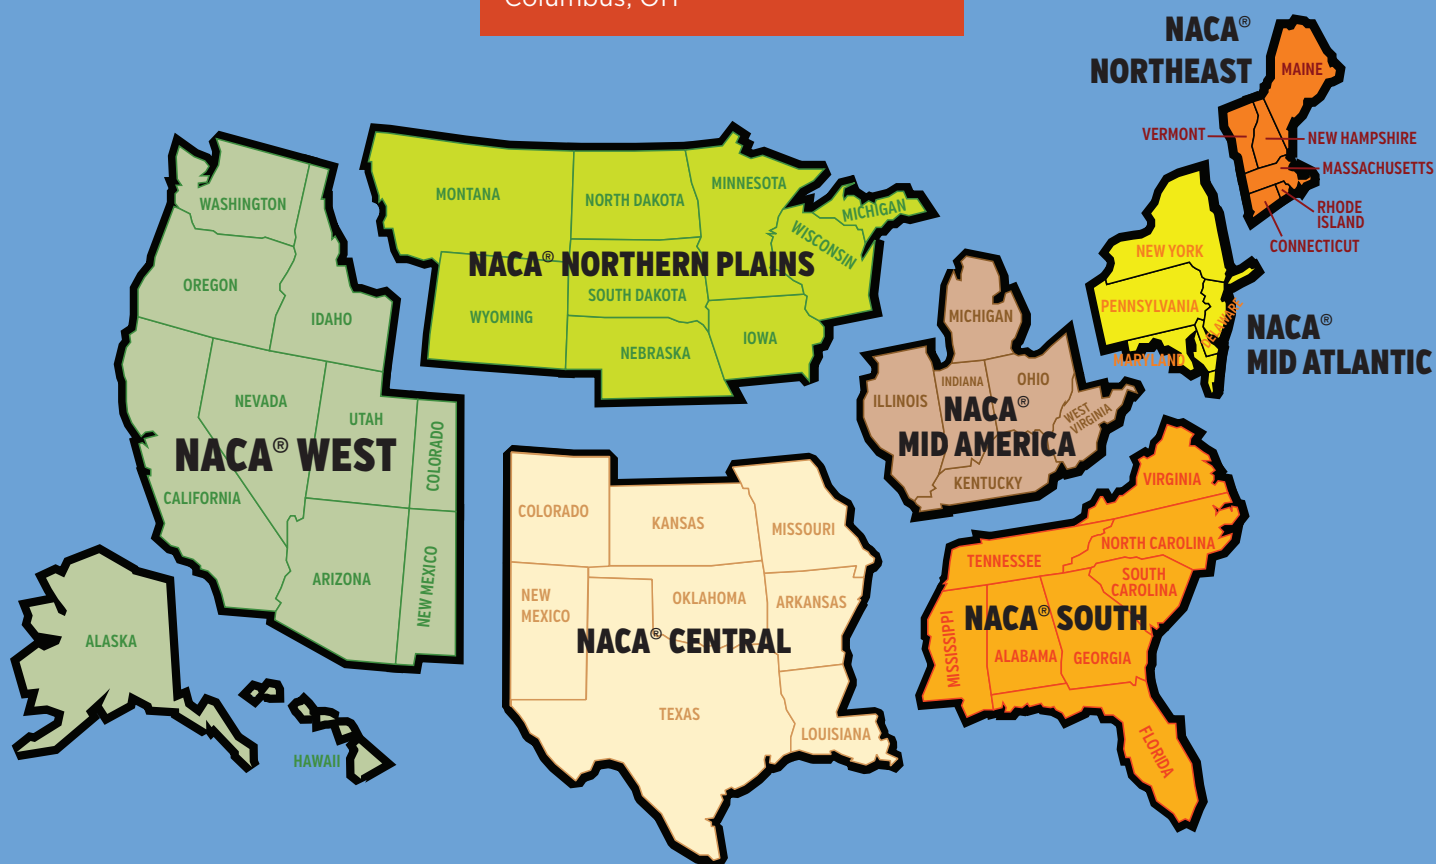 Columbus, OH
NACA®
NORTHEAST
MAINE
VERMONT
NEW HAMPSHIRE
MASSACHUSETTS
RHODE
ISLAND
CONNECTICUT
WASHINGTON
OREGON
IDAHO
NEVADA
UTAH
COLORADO
NACA® WEST
CALIFORNIA
ARIZONA
NEW MEXICO
ALASKA
HAWAII
MONTANA
NORTH DAKOTA
MINNESOTA
MICHIGAN
WISCONSIN
NACA® NORTHERN PLAINS
SOUTH DAKOTA
WYOMING
IOWA
NEBRASKA
NEW YORK
PENNSYLVANIA
DELAWARE
MARYLAND
NACA®
MID ATLANTIC
MICHIGAN
INDIANA
OHIO
ILLINOIS
WEST
VIRGINIA
NACA®
MID AMERICA
KENTUCKY
COLORADO
KANSAS
MISSOURI
NEW
MEXICO
OKLAHOMA
ARKANSAS
NACA® CENTRAL
TEXAS
LOUISIANA
VIRGINIA
NORTH CAROLINA
TENNESSEE
SOUTH
CAROLINA
NACA® SOUTH
MISSISSIPPI
ALABAMA
GEORGIA
FLORIDA